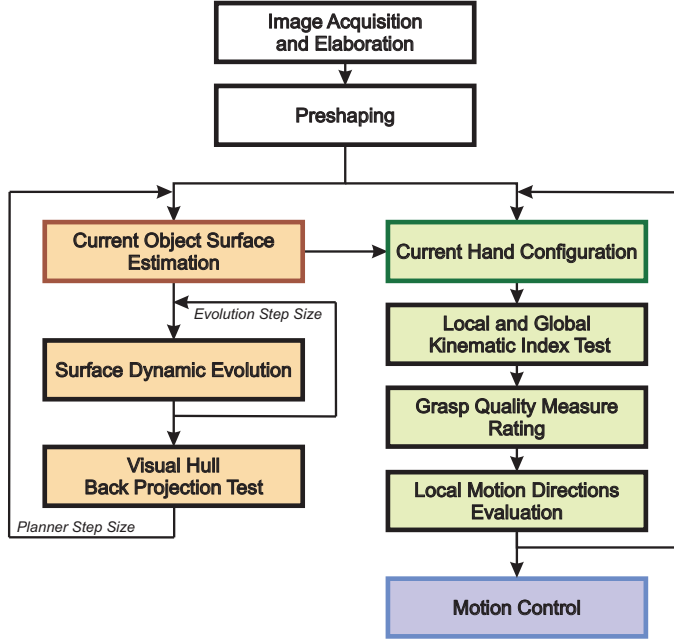 Image Acquisition
and Elaboration
Preshaping
Current Object Surface
Estimation
Current Hand Configuration
Evolution Step Size
Local and Global
Kinematic Index Test
Surface Dynamic Evolution
Grasp Quality Measure
Rating
Visual Hull
Back Projection Test
Local Motion Directions
Evaluation
Planner Step Size
Motion Control